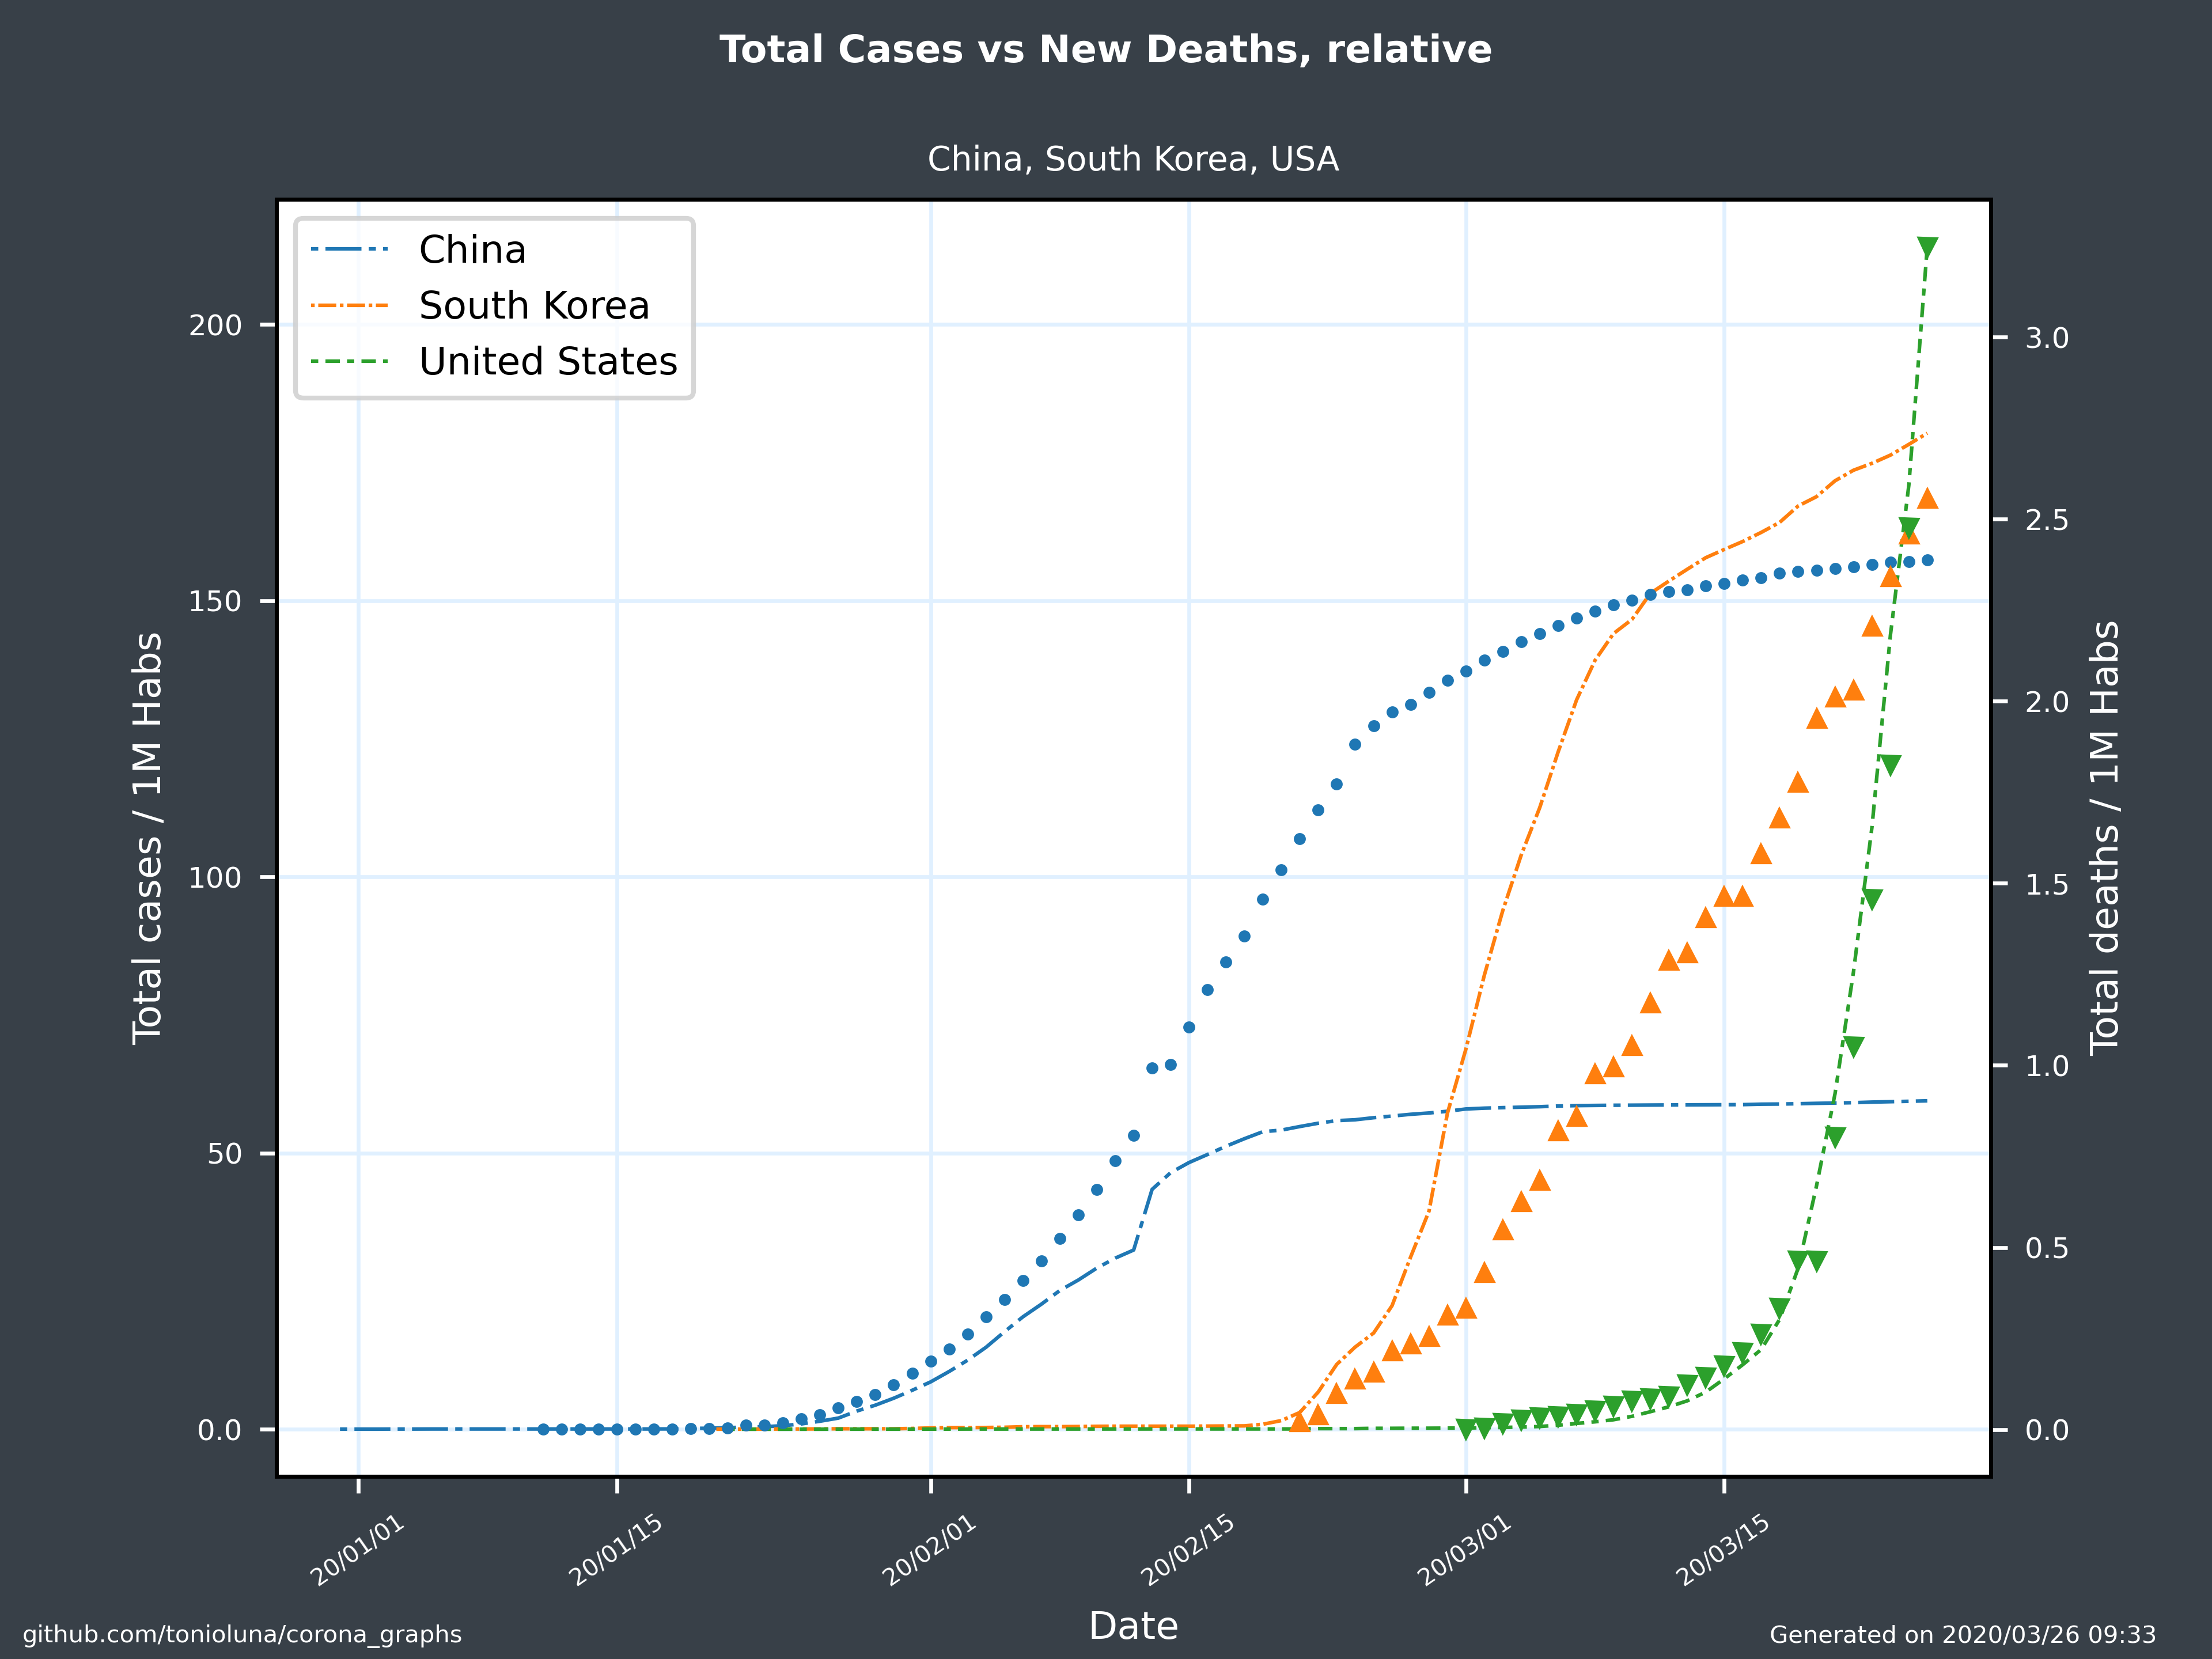 Total Cases vs New Deaths, relative
China, South Korea, USA
China
South Korea
United States
200
150
100
50
0.0
3.0
2.5
2.0
1.5
1.0
0.5
0.0
Total cases / 1M Habs
Total deaths / 1M Habs
20/01/01
20/01/15
20/02/01
20/02/15
20/03/01
20/03/15
Date
github.com/tonioluna/corona_graphs
Generated on 2020/03/26 09:33